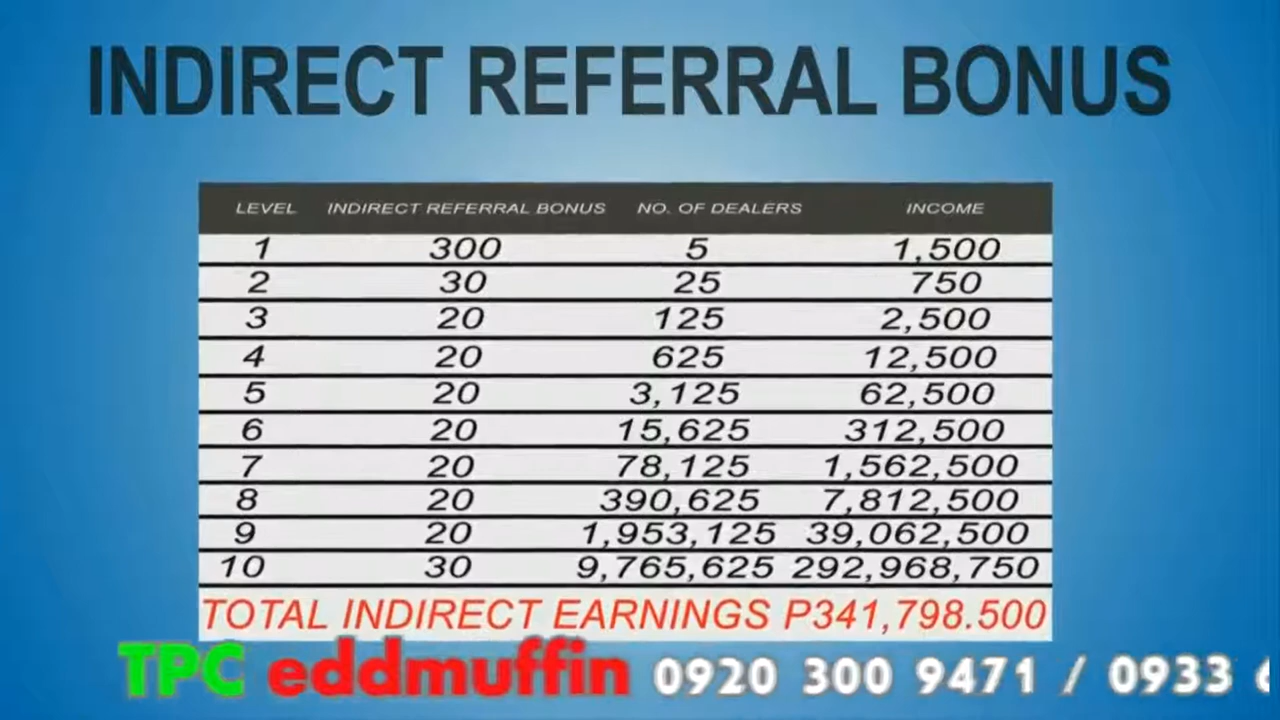 INDIRECT REFERRAL BONUS
LEVEL INDIRECT REFERRAL BONUS NO. OF DEALERS INCOME
1 300 5 1,500
2 30 25 750
3 20 125 2,500
4 20 625 12,500
5 20 3,125 62,500
6 20 15,625 312,500
7 20 78,125 1,562,500
8 20 390,625 7,812,500
9 20 1,953,125 39,062,500
10 30 9,765,625 292,968,750
TOTAL INDIRECT EARNINGS P341,798.500
TPC eddmuffin 0920 300 9471 / 0933